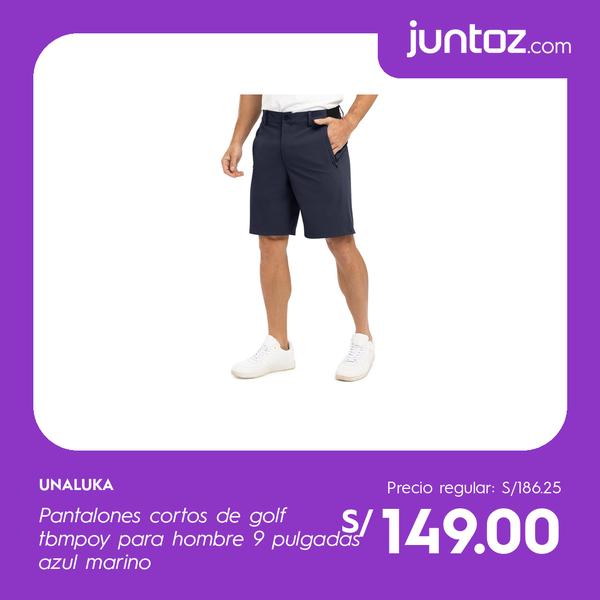 juntoz.com
UNALUKA
Pantalones cortos de golf
tbmpoy para hombre 9 pulgadas
azul marino
Precio regular: S/186.25
S/ 149.00